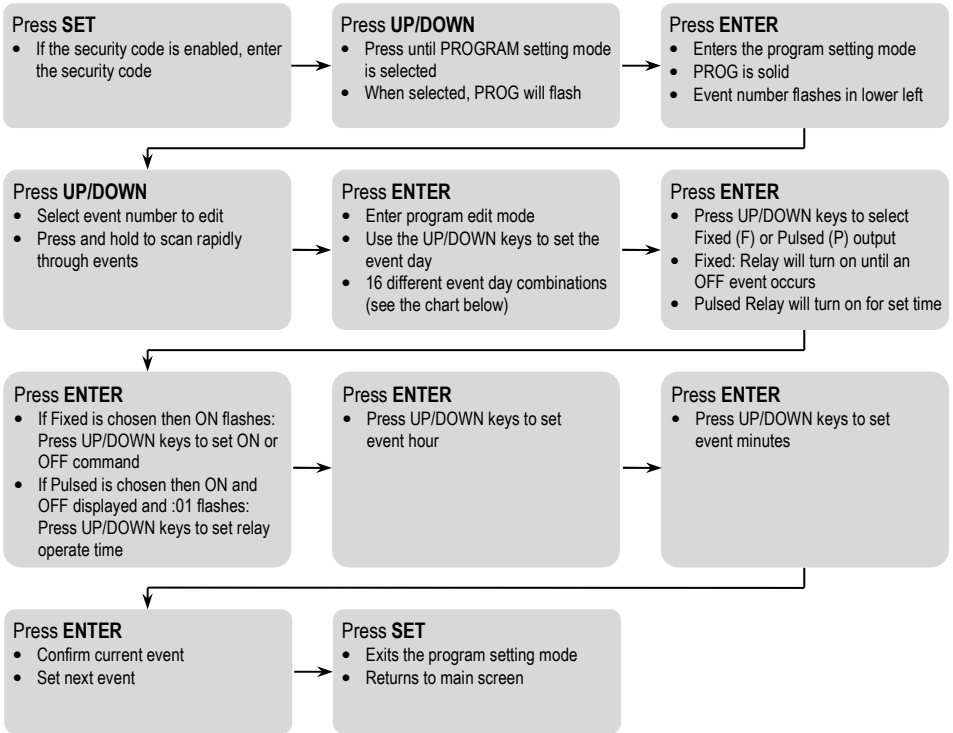 Press SET
• If the security code is enabled, enter
the security code
Press UP/DOWN
• Press until PROGRAM setting mode
is selected
• When selected, PROG will flash
Press ENTER
• Enters the program setting mode
• PROG is solid
• Event number flashes in lower left
Press UP/DOWN
• Select event number to edit
• Press and hold to scan rapidly
through events
Press ENTER
• Enter program edit mode
• Use the UP/DOWN keys to set the
event day
• 16 different event day combinations
(see the chart below)
Press ENTER
• Press UP/DOWN keys to select
Fixed (F) or Pulsed (P) output
• Fixed: Relay will turn on until an
OFF event occurs
• Pulsed Relay will turn on for set time
Press ENTER
• If Fixed is chosen then ON flashes:
Press UP/DOWN keys to set ON or
OFF command
• If Pulsed is chosen then ON and
OFF displayed and :01 flashes:
Press UP/DOWN keys to set relay
operate time
Press ENTER
• Press UP/DOWN keys to set
event hour
Press ENTER
• Press UP/DOWN keys to set
event minutes
Press ENTER
• Confirm current event
• Set next event
Press SET
• Exits the program setting mode
• Returns to main screen